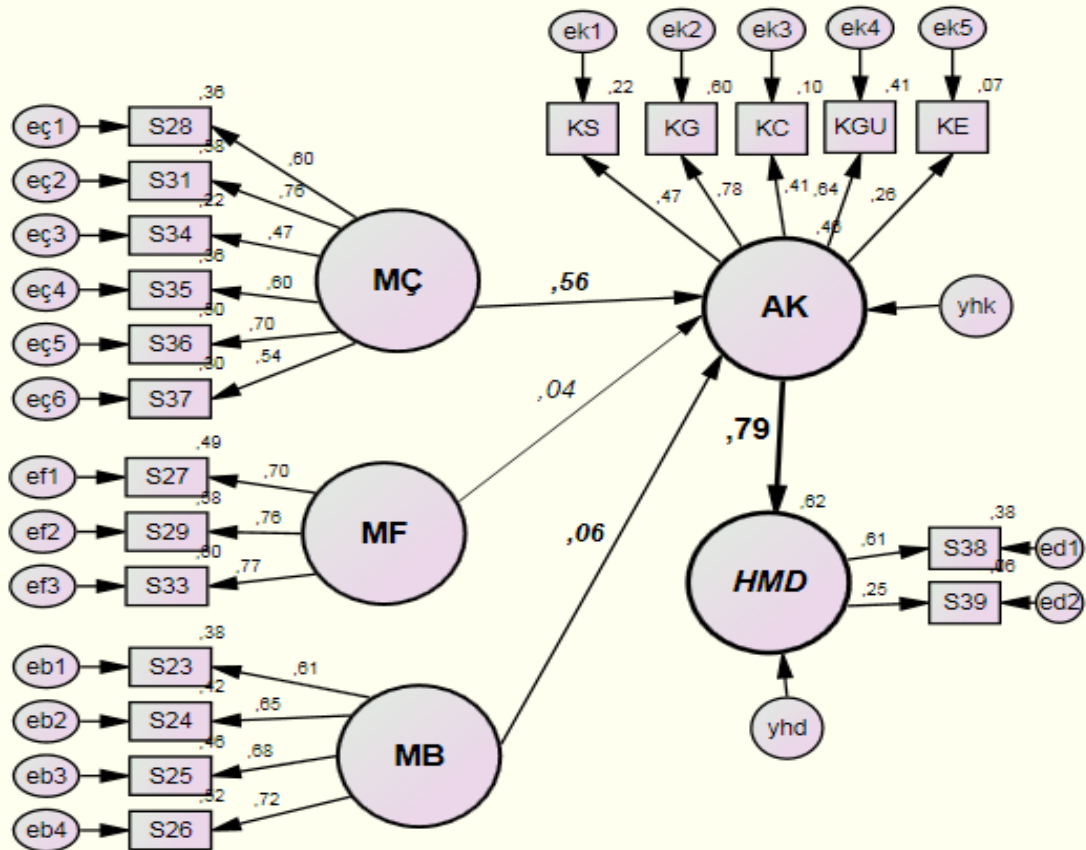 ek1 ek2 ek3 ek4 ek5
,22 ,60 ,10 ,41 ,07
KS KG KC KGU KE
,47 ,78 ,41 ,64 ,26
,36
eç1 S28 ,60
eç2 S31 ,76
,22
eç3 S34 ,47
,36
eç4 S35 ,60
,50
eç5 S36 ,70
,30
eç6 S37 ,54
MÇ
,56
AK
yhk
,04
,79
,49
ef1 S27 ,70
,58
ef2 S29 ,76
,60
ef3 S33 ,77
MF
,06
,62
HMD
,61 S38 ,38 ed1
,25 S39 ,06 ed2
yhd
,38
eb1 S23 ,61
,42
eb2 S24 ,65
,46
eb3 S25 ,68
,52
eb4 S26 ,72
MB